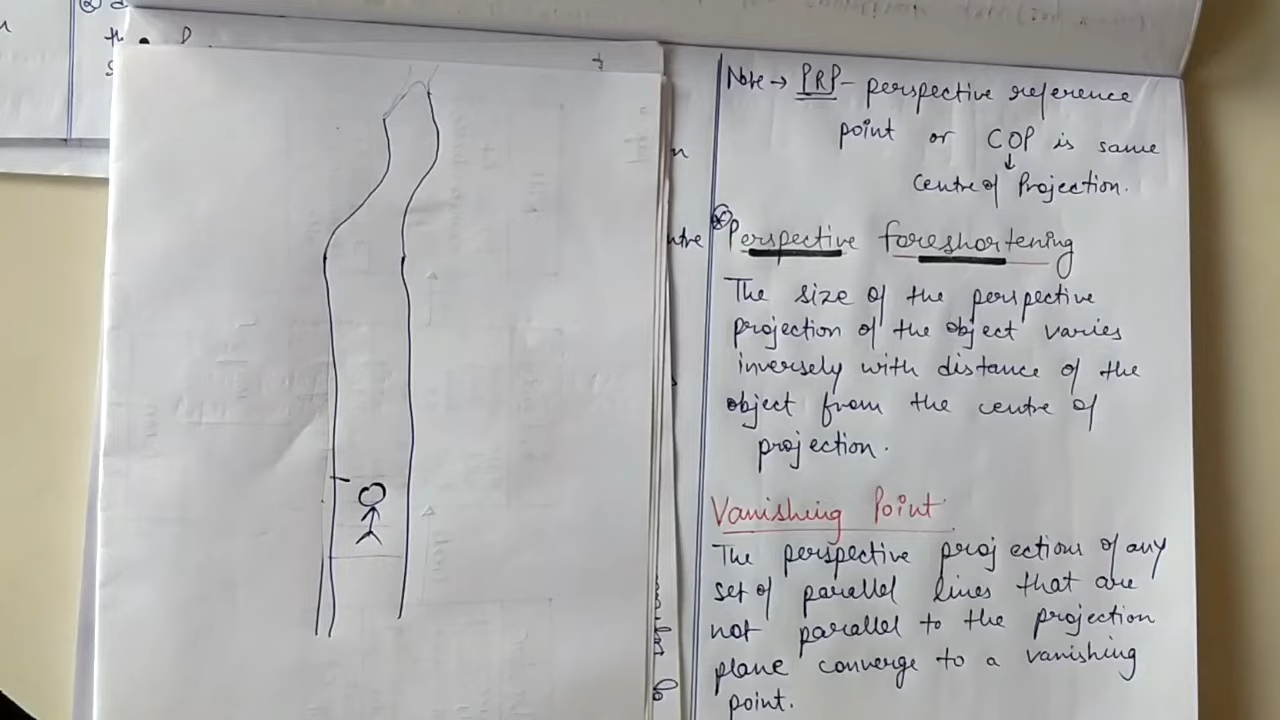 Note → PRP - perspective reference
point or COP is same
↓
Centre of Projection.
Perspective foreshortening
The size of the perspective
projection of the object varies
inversely with distance of the
object from the centre of
projection.
Vanishing Point
The perspective projections of any
set of parallel lines that are
not parallel to the projection
plane converge to a vanishing
point.